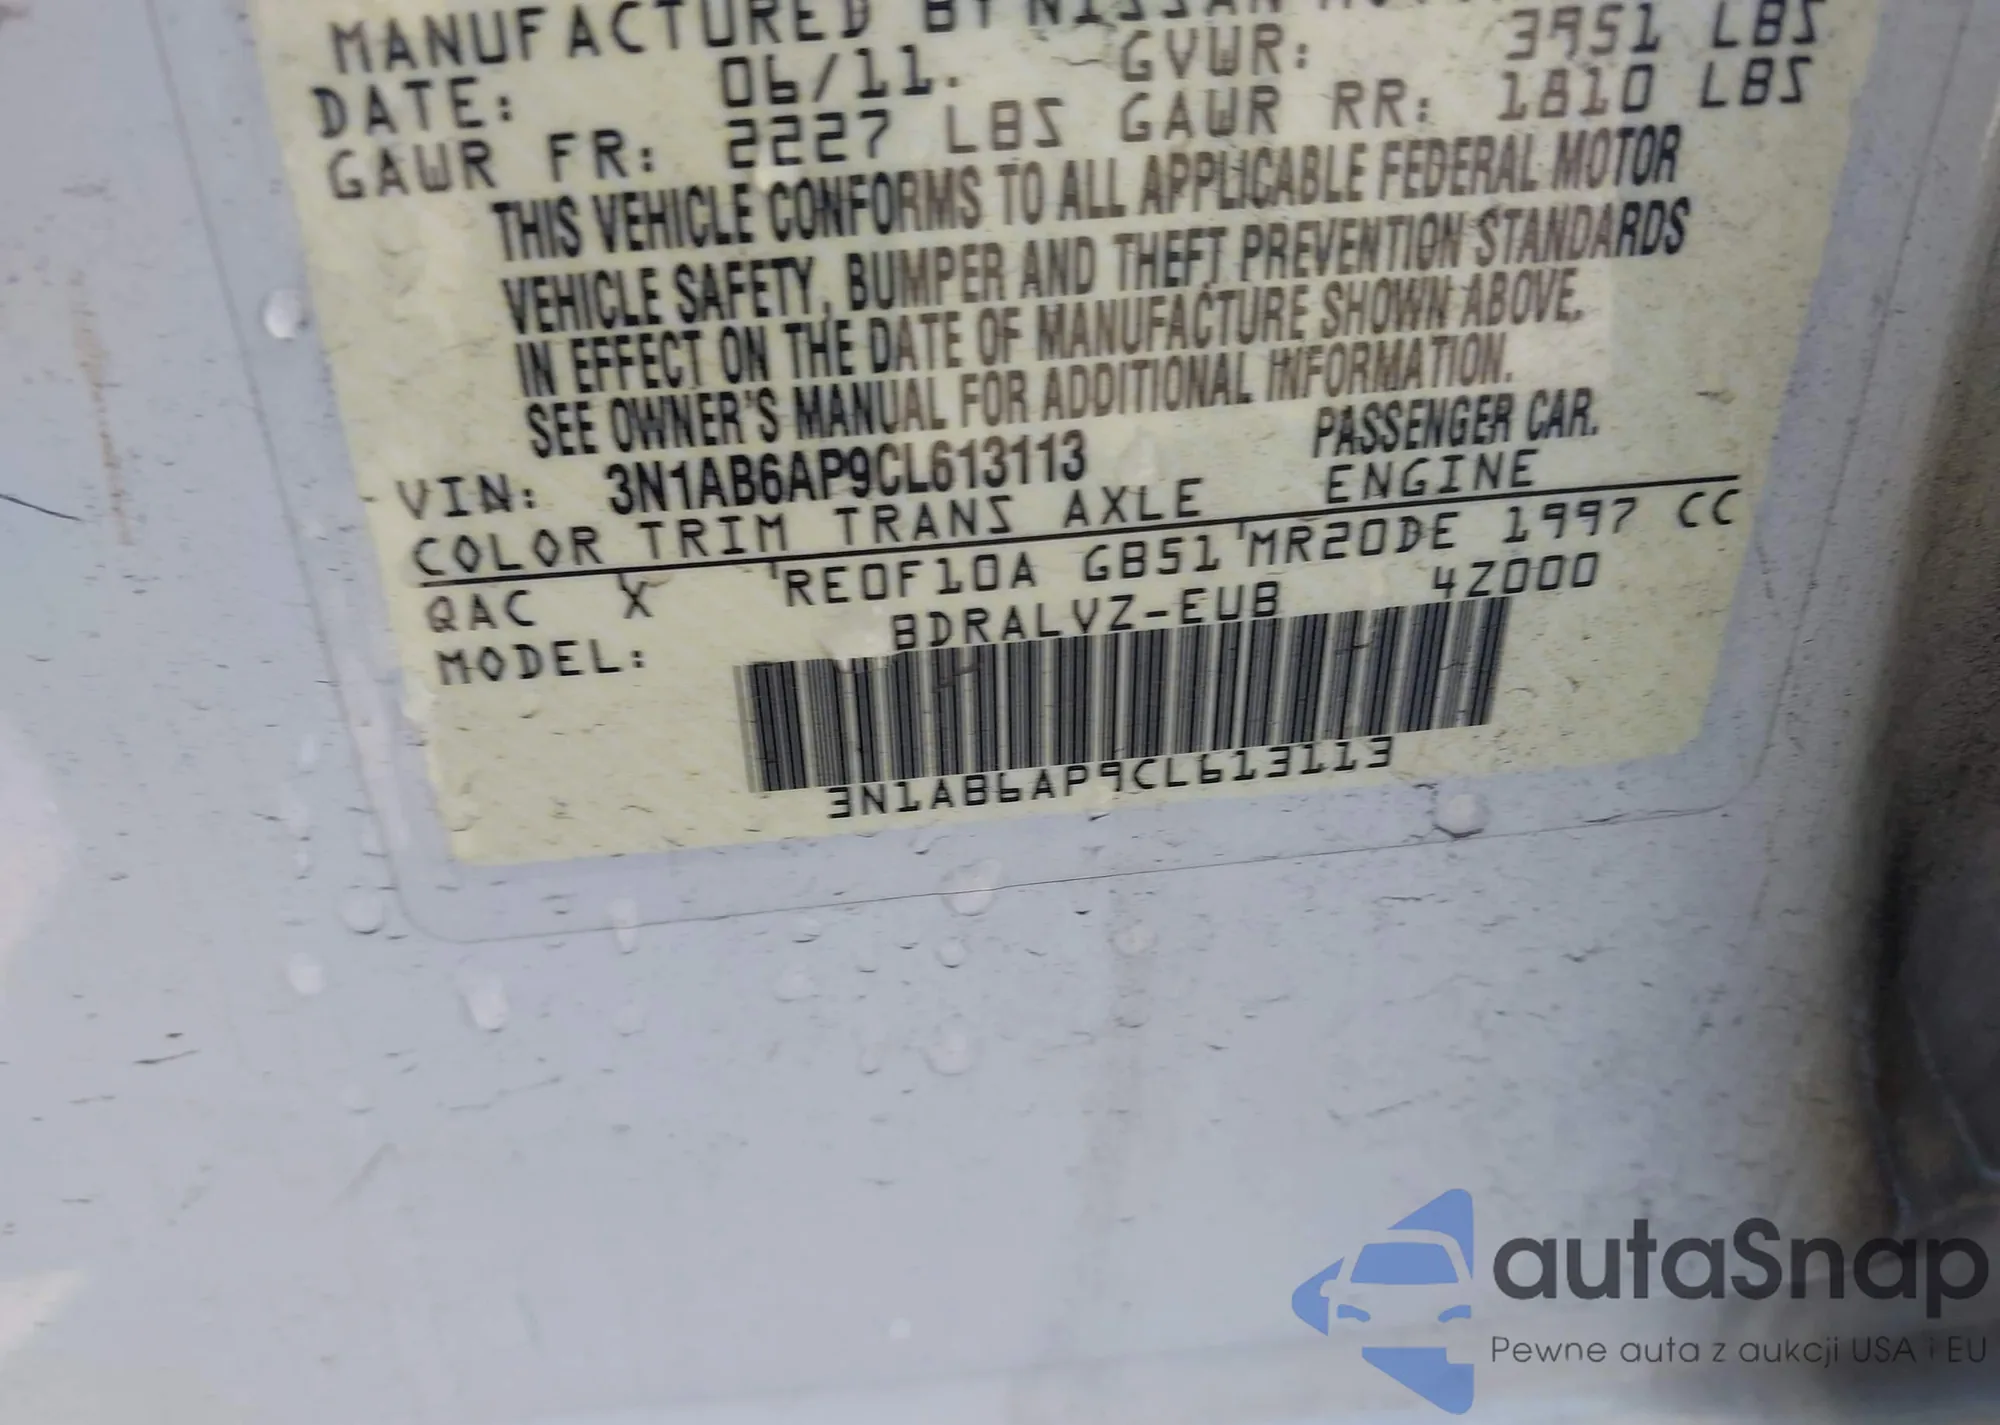 MANUFACTURED BY NISSAN
DATE: 06/11. GVWR: 3951 LBS
GAWR FR: 2227 LBS GAWR RR: 1810 LBS
THIS VEHICLE CONFORMS TO ALL APPLICABLE FEDERAL MOTOR
VEHICLE SAFETY, BUMPER AND THEFT PREVENTION STANDARDS
IN EFFECT ON THE DATE OF MANUFACTURE SHOWN ABOVE.
SEE OWNER'S MANUAL FOR ADDITIONAL INFORMATION.
VIN: 3N1AB6AP9CL613113 PASSENGER CAR.
COLOR TRIM TRANS AXLE ENGINE
QAC X 'RE0F10A GB51 'MR20DE 1997 CC
MODEL: BDRALVZ-EUB 4Z000
3N1AB6AP9CL613113
autaSnap
Pewne auta z aukcji USA i EU